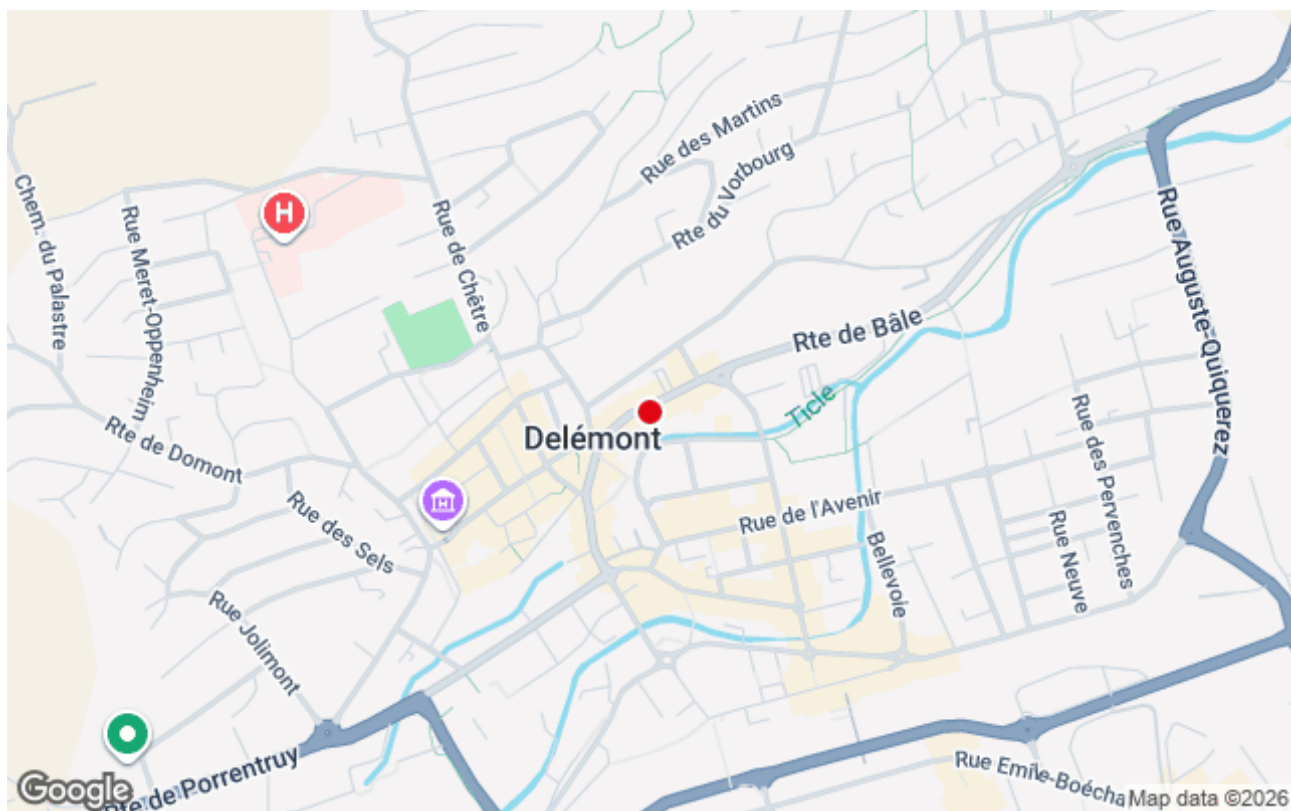 Rue des Martins
Rte du Vorbourg
Chem. du Palastre
Rue Meret-Oppenheim
H
Rue de Chêtre
Rue Auguste-Quiquerez
Rte de Bâle
Ticle
Delémont
Rte de Domont
Rue des Sels
Rue de l'Avenir
Bellevoie
Rue des Pervenches
Rue Neuve
Rue Jolimont
Rte de Porrentruy
Rue Emile-Boécha
Google
Map data ©2026